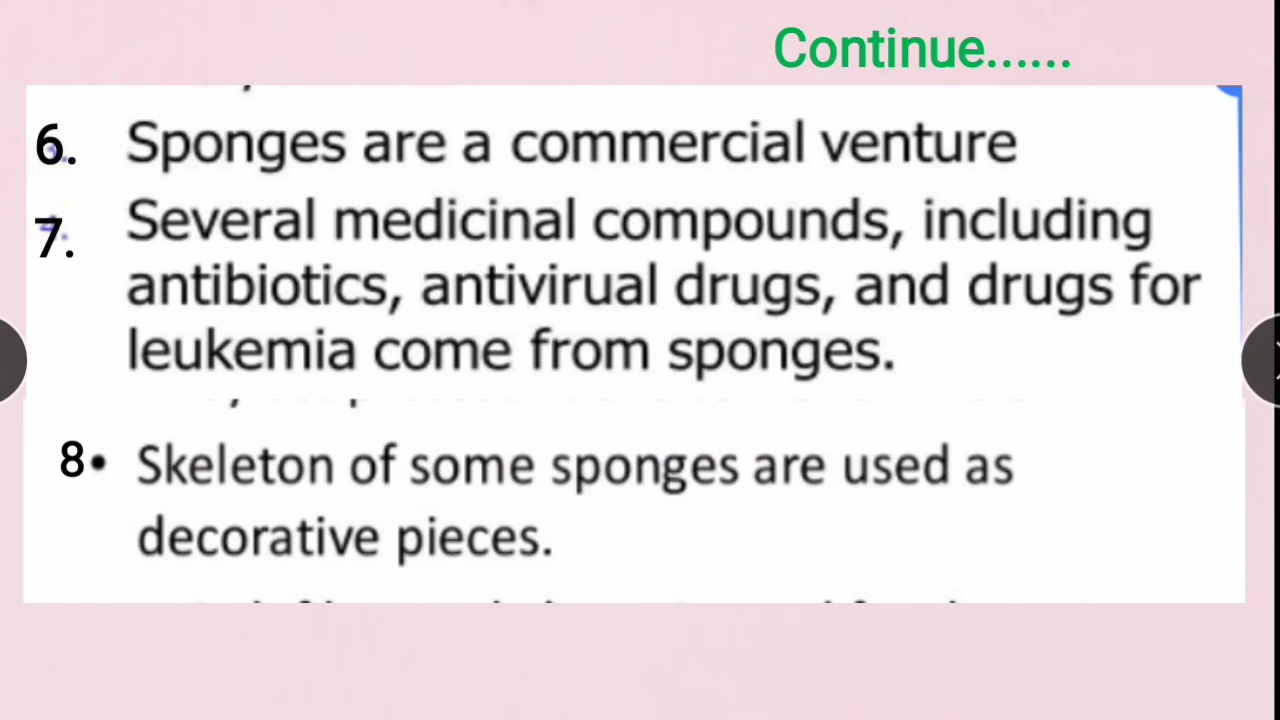 Continue......
6. Sponges are a commercial venture
7. Several medicinal compounds, including
antibiotics, antivirual drugs, and drugs for
leukemia come from sponges.
8• Skeleton of some sponges are used as
decorative pieces.